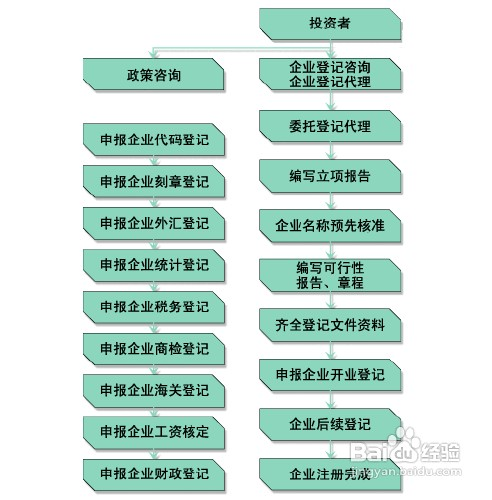 投资者
政策咨询
企业登记咨询
企业登记代理
委托登记代理
编写立项报告
企业名称预先核准
编写可行性
报告、章程
齐全登记文件资料
申报企业开业登记
企业后续登记
企业注册完成
申报企业代码登记
申报企业刻章登记
申报企业外汇登记
申报企业统计登记
申报企业税务登记
申报企业商检登记
申报企业海关登记
申报企业工资核定
申报企业财政登记
Baidu经验
jingyan.baidu.com